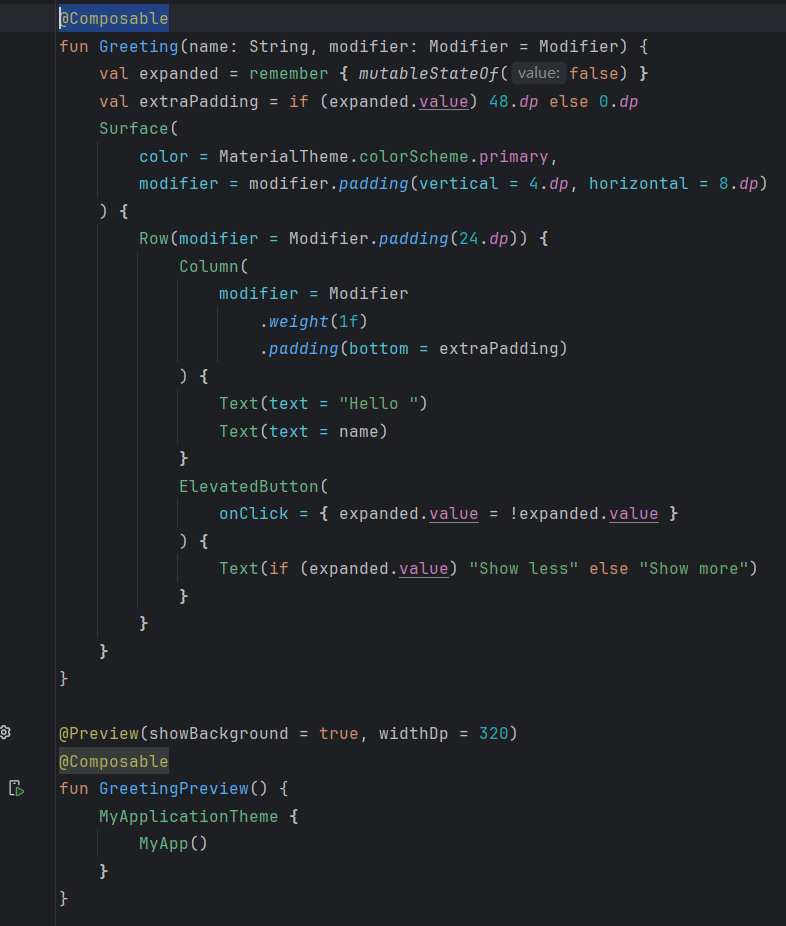 @Composable
fun Greeting(name: String, modifier: Modifier = Modifier) {
    val expanded = remember { mutableStateOf( value: false) }
    val extraPadding = if (expanded.value) 48.dp else 0.dp
    Surface(
        color = MaterialTheme.colorScheme.primary,
        modifier = modifier.padding(vertical = 4.dp, horizontal = 8.dp)
    ) {
        Row(modifier = Modifier.padding(24.dp)) {
            Column(
                modifier = Modifier
                    .weight(1f)
                    .padding(bottom = extraPadding)
            ) {
                Text(text = "Hello ")
                Text(text = name)
            }
            ElevatedButton(
                onClick = { expanded.value = !expanded.value }
            ) {
                Text(if (expanded.value) "Show less" else "Show more")
            }
        }
    }
}

@Preview(showBackground = true, widthDp = 320)
@Composable
fun GreetingPreview() {
    MyApplicationTheme {
        MyApp()
    }
}